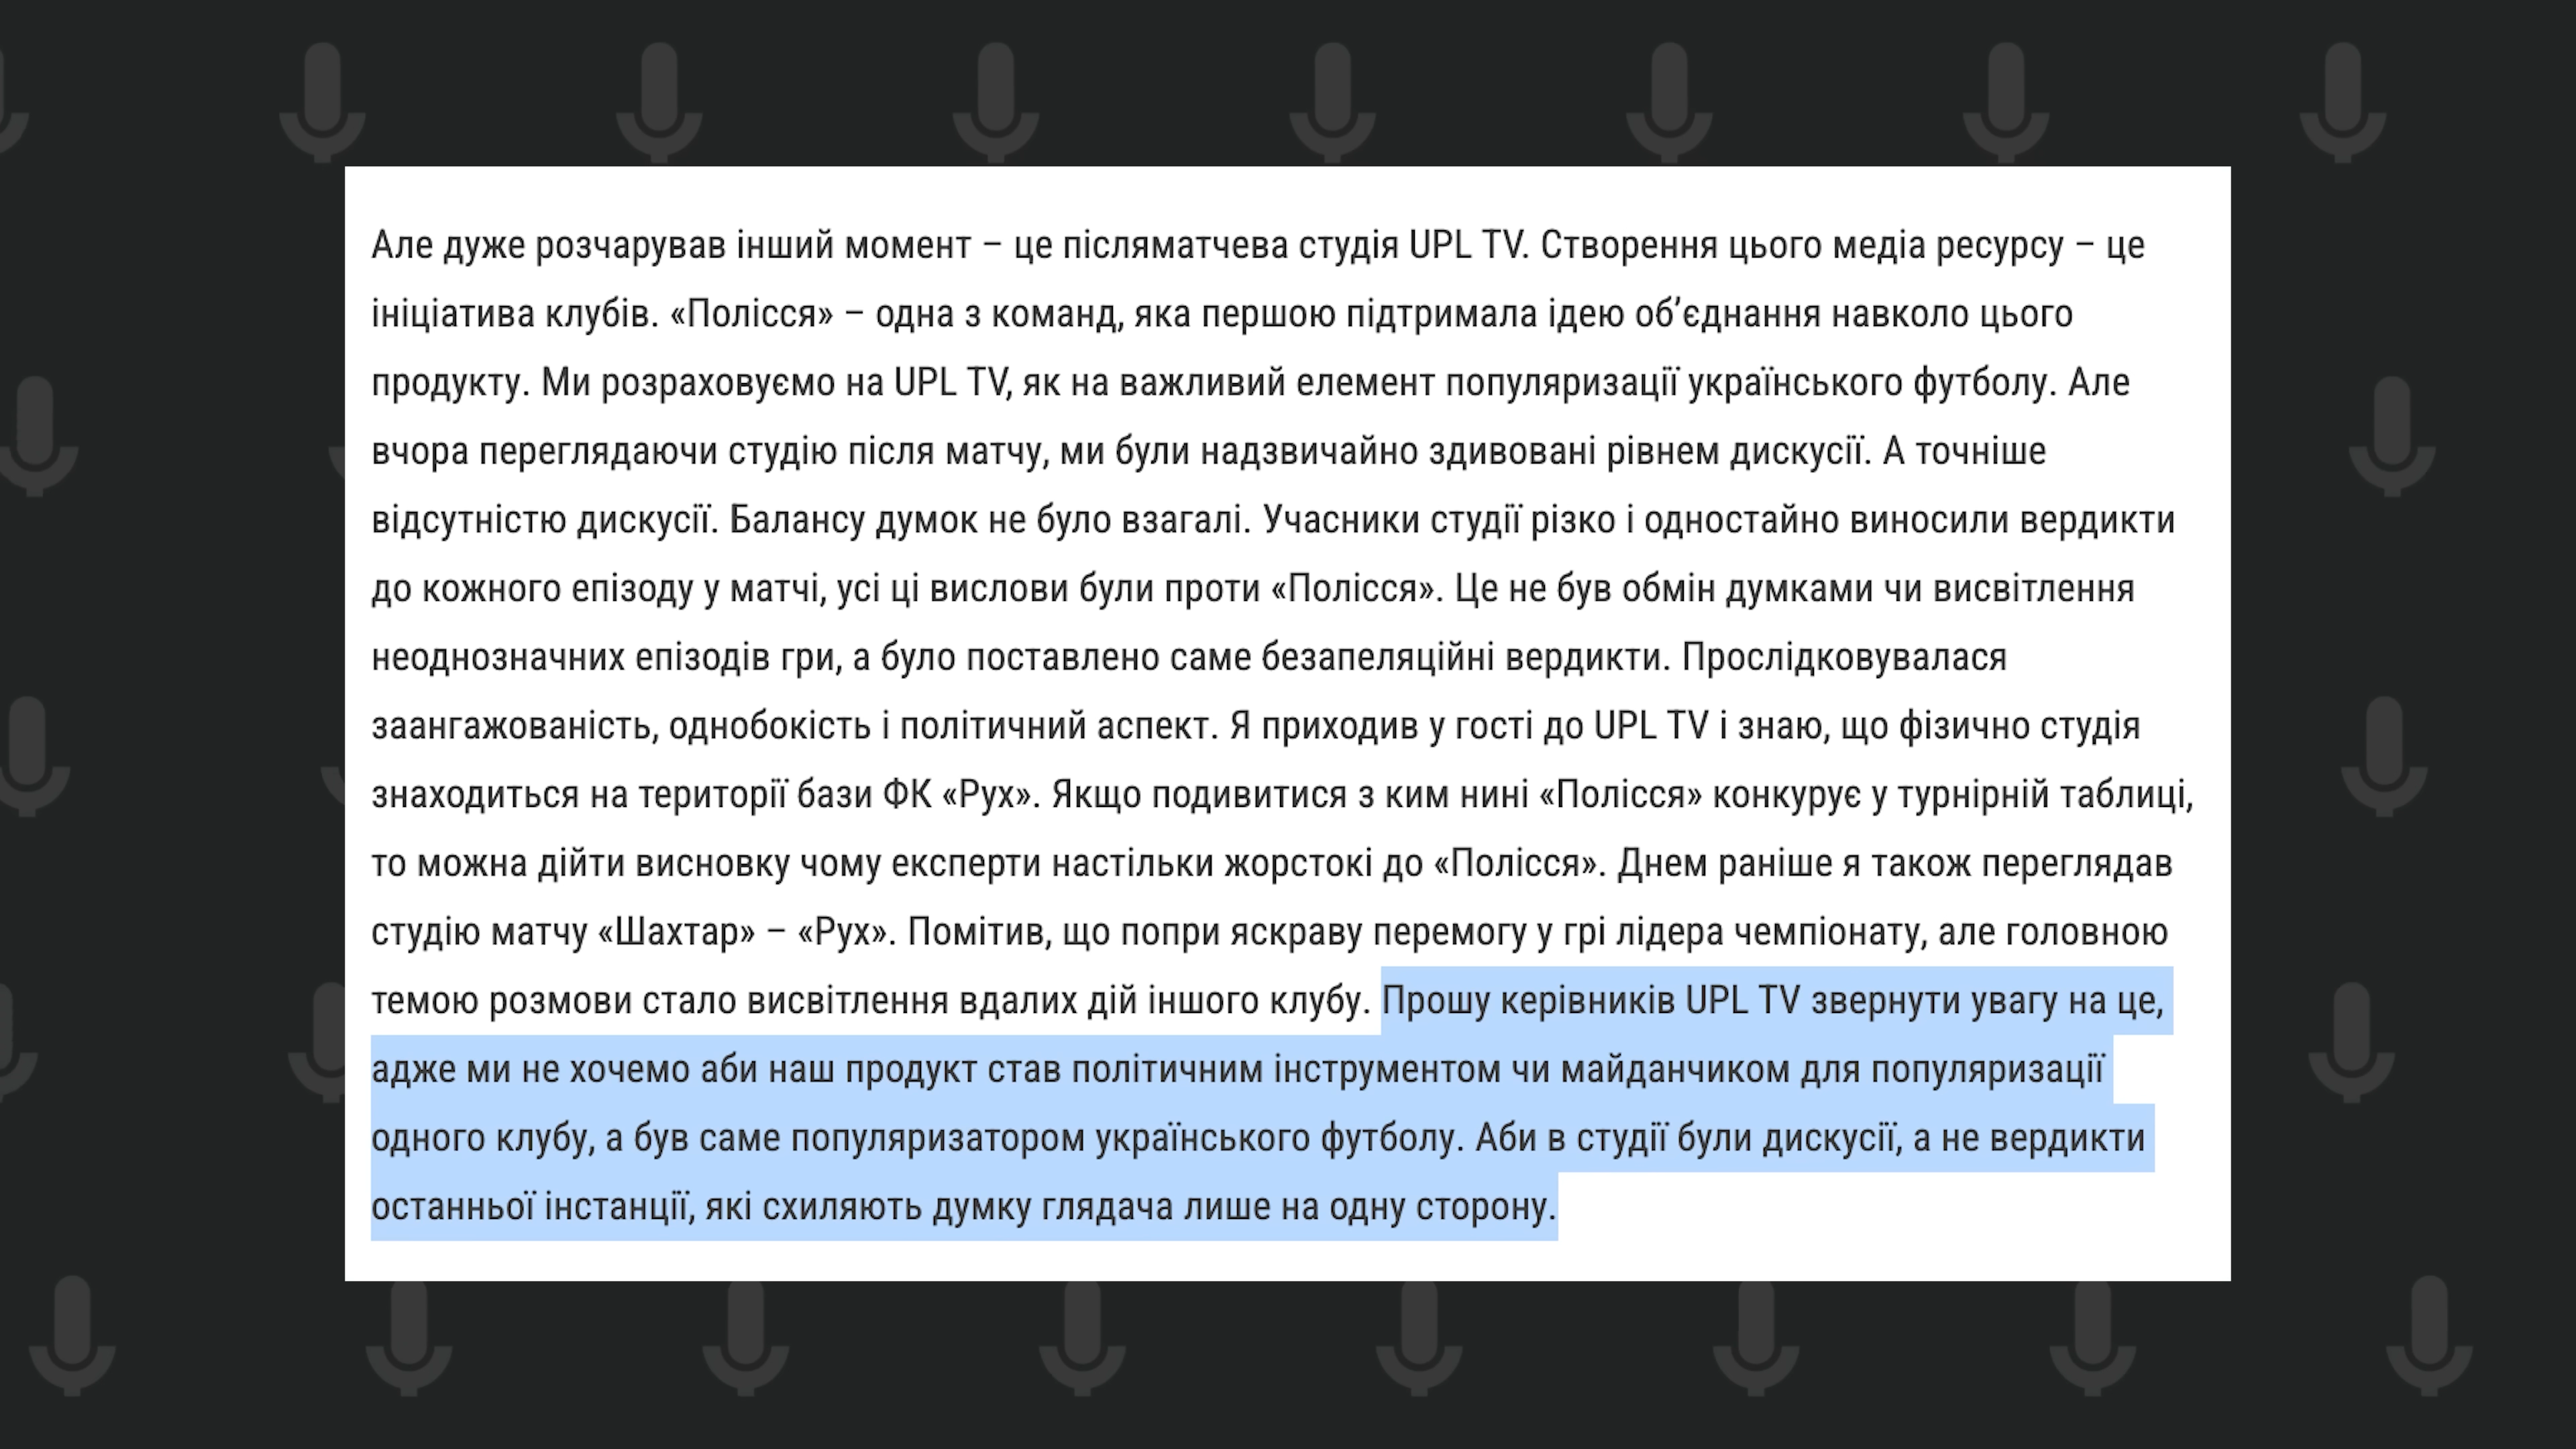 Але дуже розчарував інший момент – це післяматчева студія UPL TV. Створення цього медіа ресурсу – це
ініціатива клубів. «Полісся» – одна з команд, яка першою підтримала ідею об’єднання навколо цього
продукту. Ми розраховуємо на UPL TV, як на важливий елемент популяризації українського футболу. Але
вчора переглядаючи студію після матчу, ми були надзвичайно здивовані рівнем дискусії. А точніше
відсутністю дискусії. Балансу думок не було взагалі. Учасники студії різко і одностайно виносили вердикти
до кожного епізоду у матчі, усі ці вислови були проти «Полісся». Це не був обмін думками чи висвітлення
неоднозначних епізодів гри, а було поставлено саме безапеляційні вердикти. Прослідковувалася
заангажованість, однобокість і політичний аспект. Я приходив у гості до UPL TV і знаю, що фізично студія
знаходиться на території бази ФК «Рух». Якщо подивитися з ким нині «Полісся» конкурує у турнірній таблиці,
то можна дійти висновку чому експерти настільки жорстокі до «Полісся». Днем раніше я також переглядав
студію матчу «Шахтар» – «Рух». Помітив, що попри яскраву перемогу у грі лідера чемпіонату, але головною
темою розмови стало висвітлення вдалих дій іншого клубу. Прошу керівників UPL TV звернути увагу на це,
адже ми не хочемо аби наш продукт став політичним інструментом чи майданчиком для популяризації
одного клубу, а був саме популяризатором українського футболу. Аби в студії були дискусії, а не вердикти
останньої інстанції, які схиляють думку глядача лише на одну сторону.